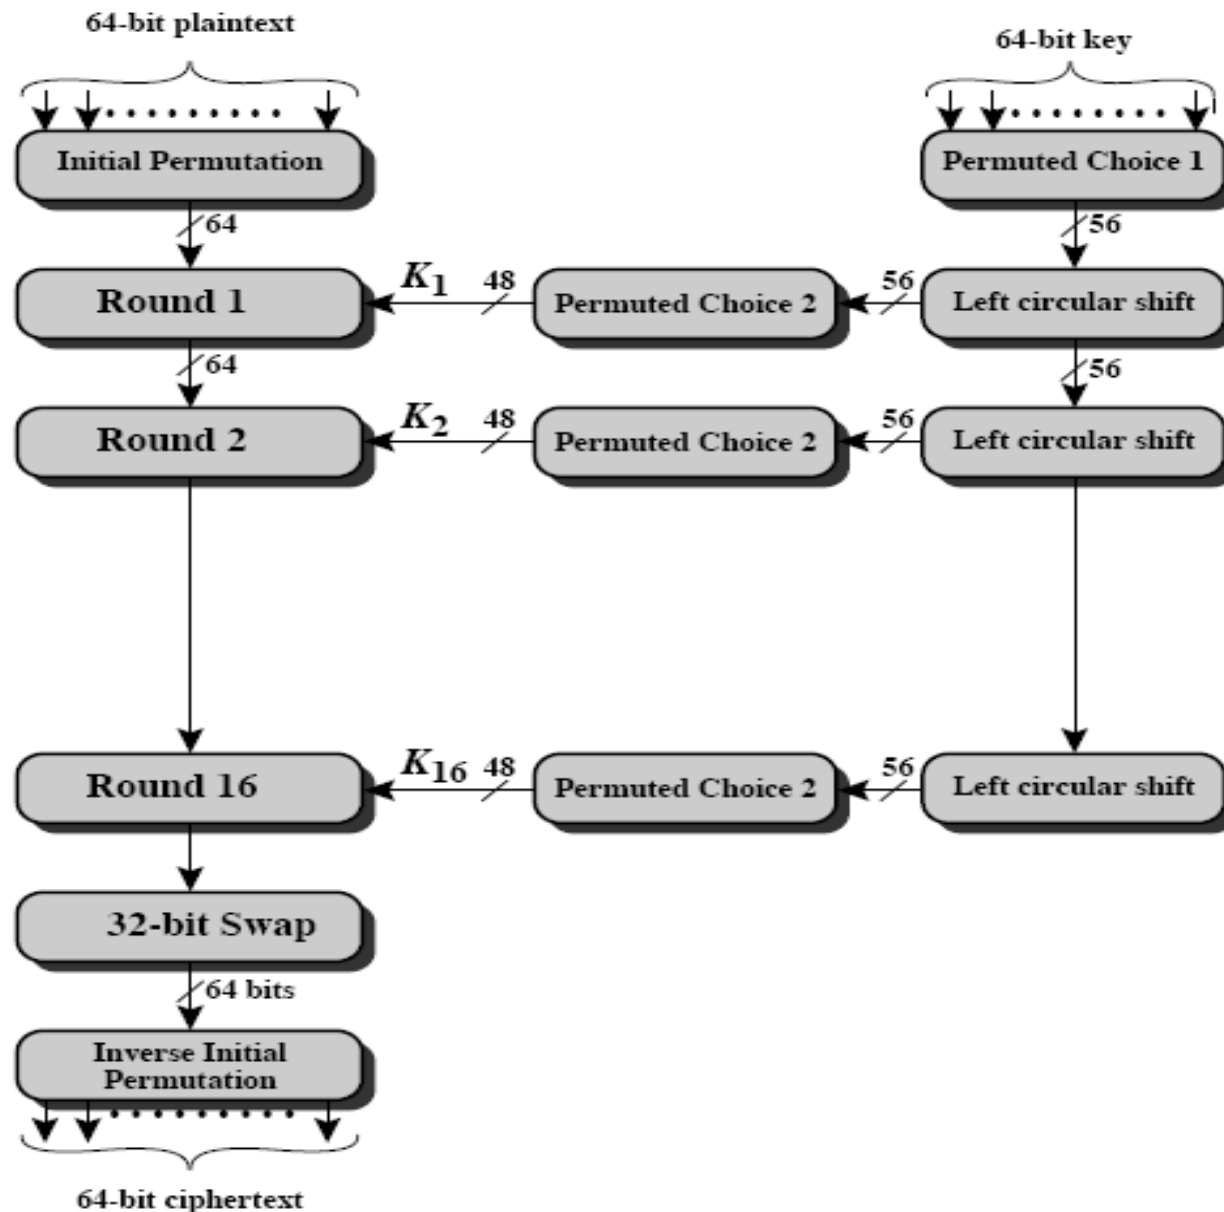 64-bit plaintext
64-bit key
Initial Permutation
Permuted Choice 1
64
56
Round 1
K1
48
Permuted Choice 2
56
Left circular shift
64
56
Round 2
K2
48
Permuted Choice 2
56
Left circular shift
Round 16
K16
48
Permuted Choice 2
56
Left circular shift
32-bit Swap
64 bits
Inverse Initial
Permutation
64-bit ciphertext